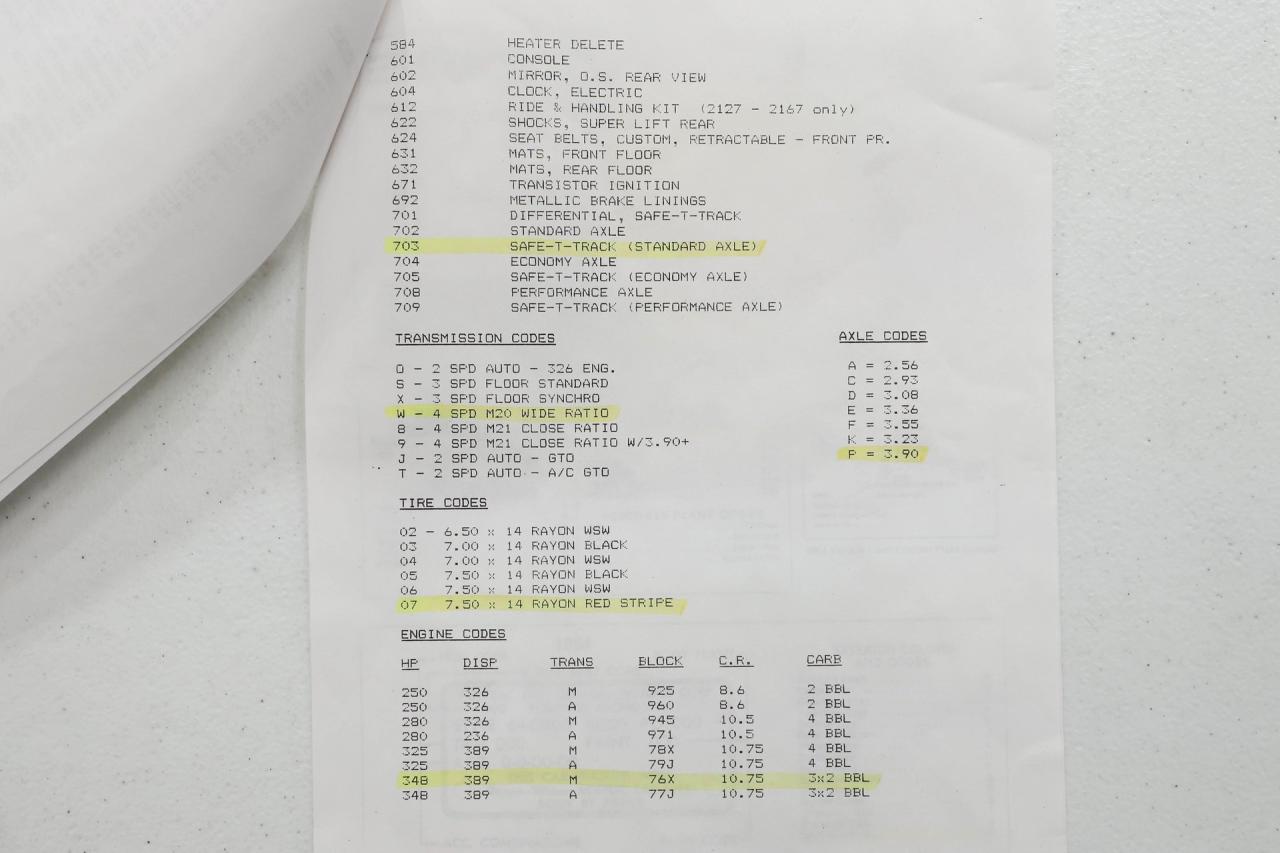 584 HEATER DELETE
601 CONSOLE
602 MIRROR, O.S. REAR VIEW
604 CLOCK, ELECTRIC
612 RIDE & HANDLING KIT (2127 - 2167 only)
622 SHOCKS, SUPER LIFT REAR
624 SEAT BELTS, CUSTOM, RETRACTABLE - FRONT PR.
631 MATS, FRONT FLOOR
632 MATS, REAR FLOOR
671 TRANSISTOR IGNITION
692 METALLIC BRAKE LININGS
701 DIFFERENTIAL, SAFE-T-TRACK
702 STANDARD AXLE
703 SAFE-T-TRACK (STANDARD AXLE)
704 ECONOMY AXLE
705 SAFE-T-TRACK (ECONOMY AXLE)
708 PERFORMANCE AXLE
709 SAFE-T-TRACK (PERFORMANCE AXLE)
TRANSMISSION CODES
O - 2 SPD AUTO - 326 ENG.
S - 3 SPD FLOOR STANDARD
X - 3 SPD FLOOR SYNCHRO
W - 4 SPD M20 WIDE RATIO
8 - 4 SPD M21 CLOSE RATIO
9 - 4 SPD M21 CLOSE RATIO W/3.90+
J - 2 SPD AUTO - GTO
T - 2 SPD AUTO - A/C GTO
AXLE CODES
A = 2.56
C = 2.93
D = 3.08
E = 3.36
F = 3.55
K = 3.23
P = 3.90
TIRE CODES
02 - 6.50 x 14 RAYON WSW
03 7.00 x 14 RAYON BLACK
04 7.00 x 14 RAYON WSW
05 7.50 x 14 RAYON BLACK
06 7.50 x 14 RAYON WSW
07 7.50 x 14 RAYON RED STRIPE
ENGINE CODES
HP DISP TRANS BLOCK C.R. CARB
250 326 M 925 8.6 2 BBL
250 326 A 960 8.6 2 BBL
280 326 M 945 10.5 4 BBL
280 236 A 971 10.5 4 BBL
325 389 M 78X 10.75 4 BBL
325 389 A 79J 10.75 4 BBL
348 389 M 76X 10.75 3x2 BBL
348 389 A 77J 10.75 3x2 BBL